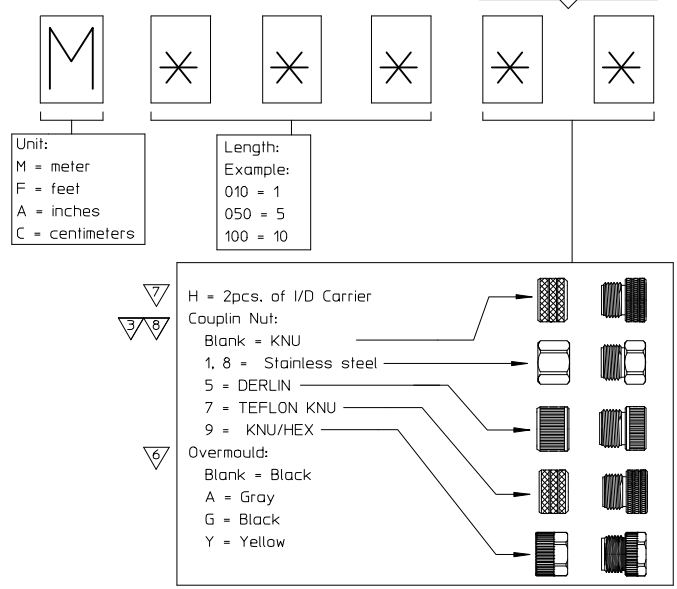 M * * * * *
Unit:
M = meter
F = feet
A = inches
C = centimeters
Length:
Example:
010 = 1
050 = 5
100 = 10
7
H = 2pcs. of I/D Carrier
3 8
Couplin Nut:
Blank = KNU
1, 8 = Stainless steel
5 = DERLIN
7 = TEFLON KNU
9 = KNU/HEX
6
Overmould:
Blank = Black
A = Gray
G = Black
Y = Yellow